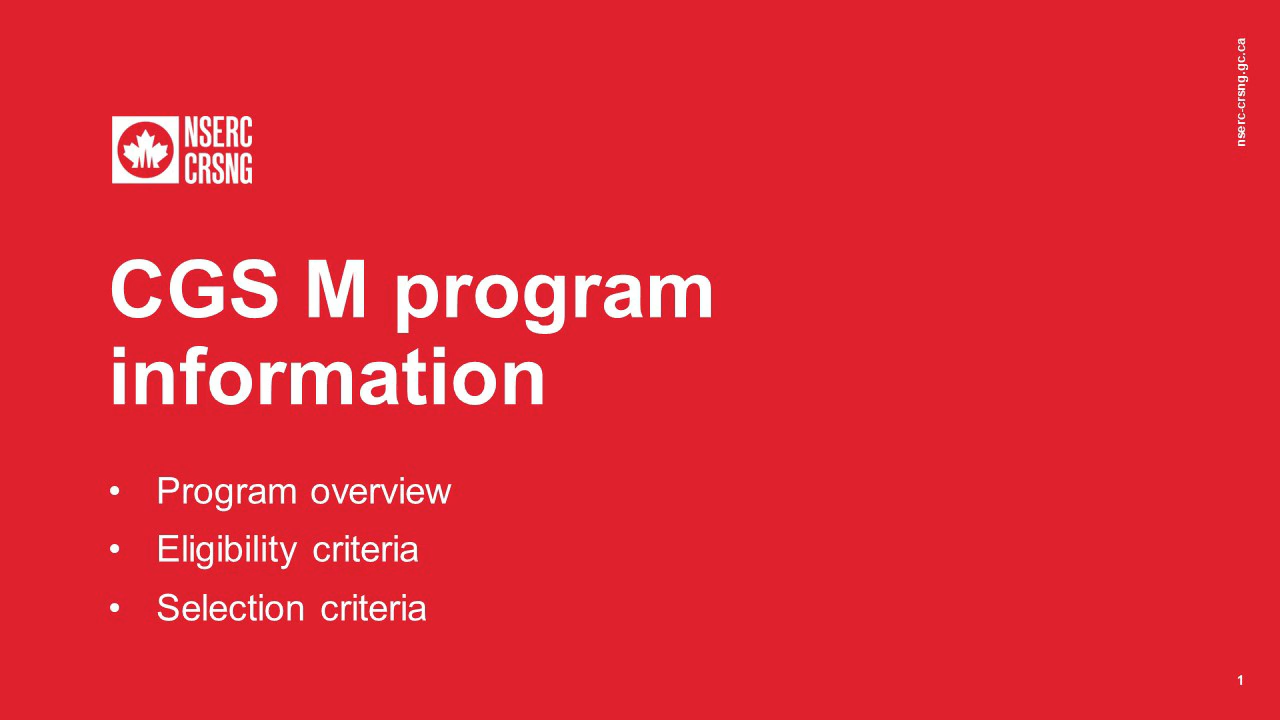 nserc-crsng.gc.ca
NSERC
CRSNG
CGS M program
information
• Program overview
• Eligibility criteria
• Selection criteria
1